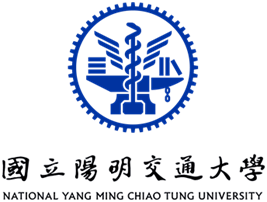 國立陽明交通大學
NATIONAL YANG MING CHIAO TUNG UNIVERSITY